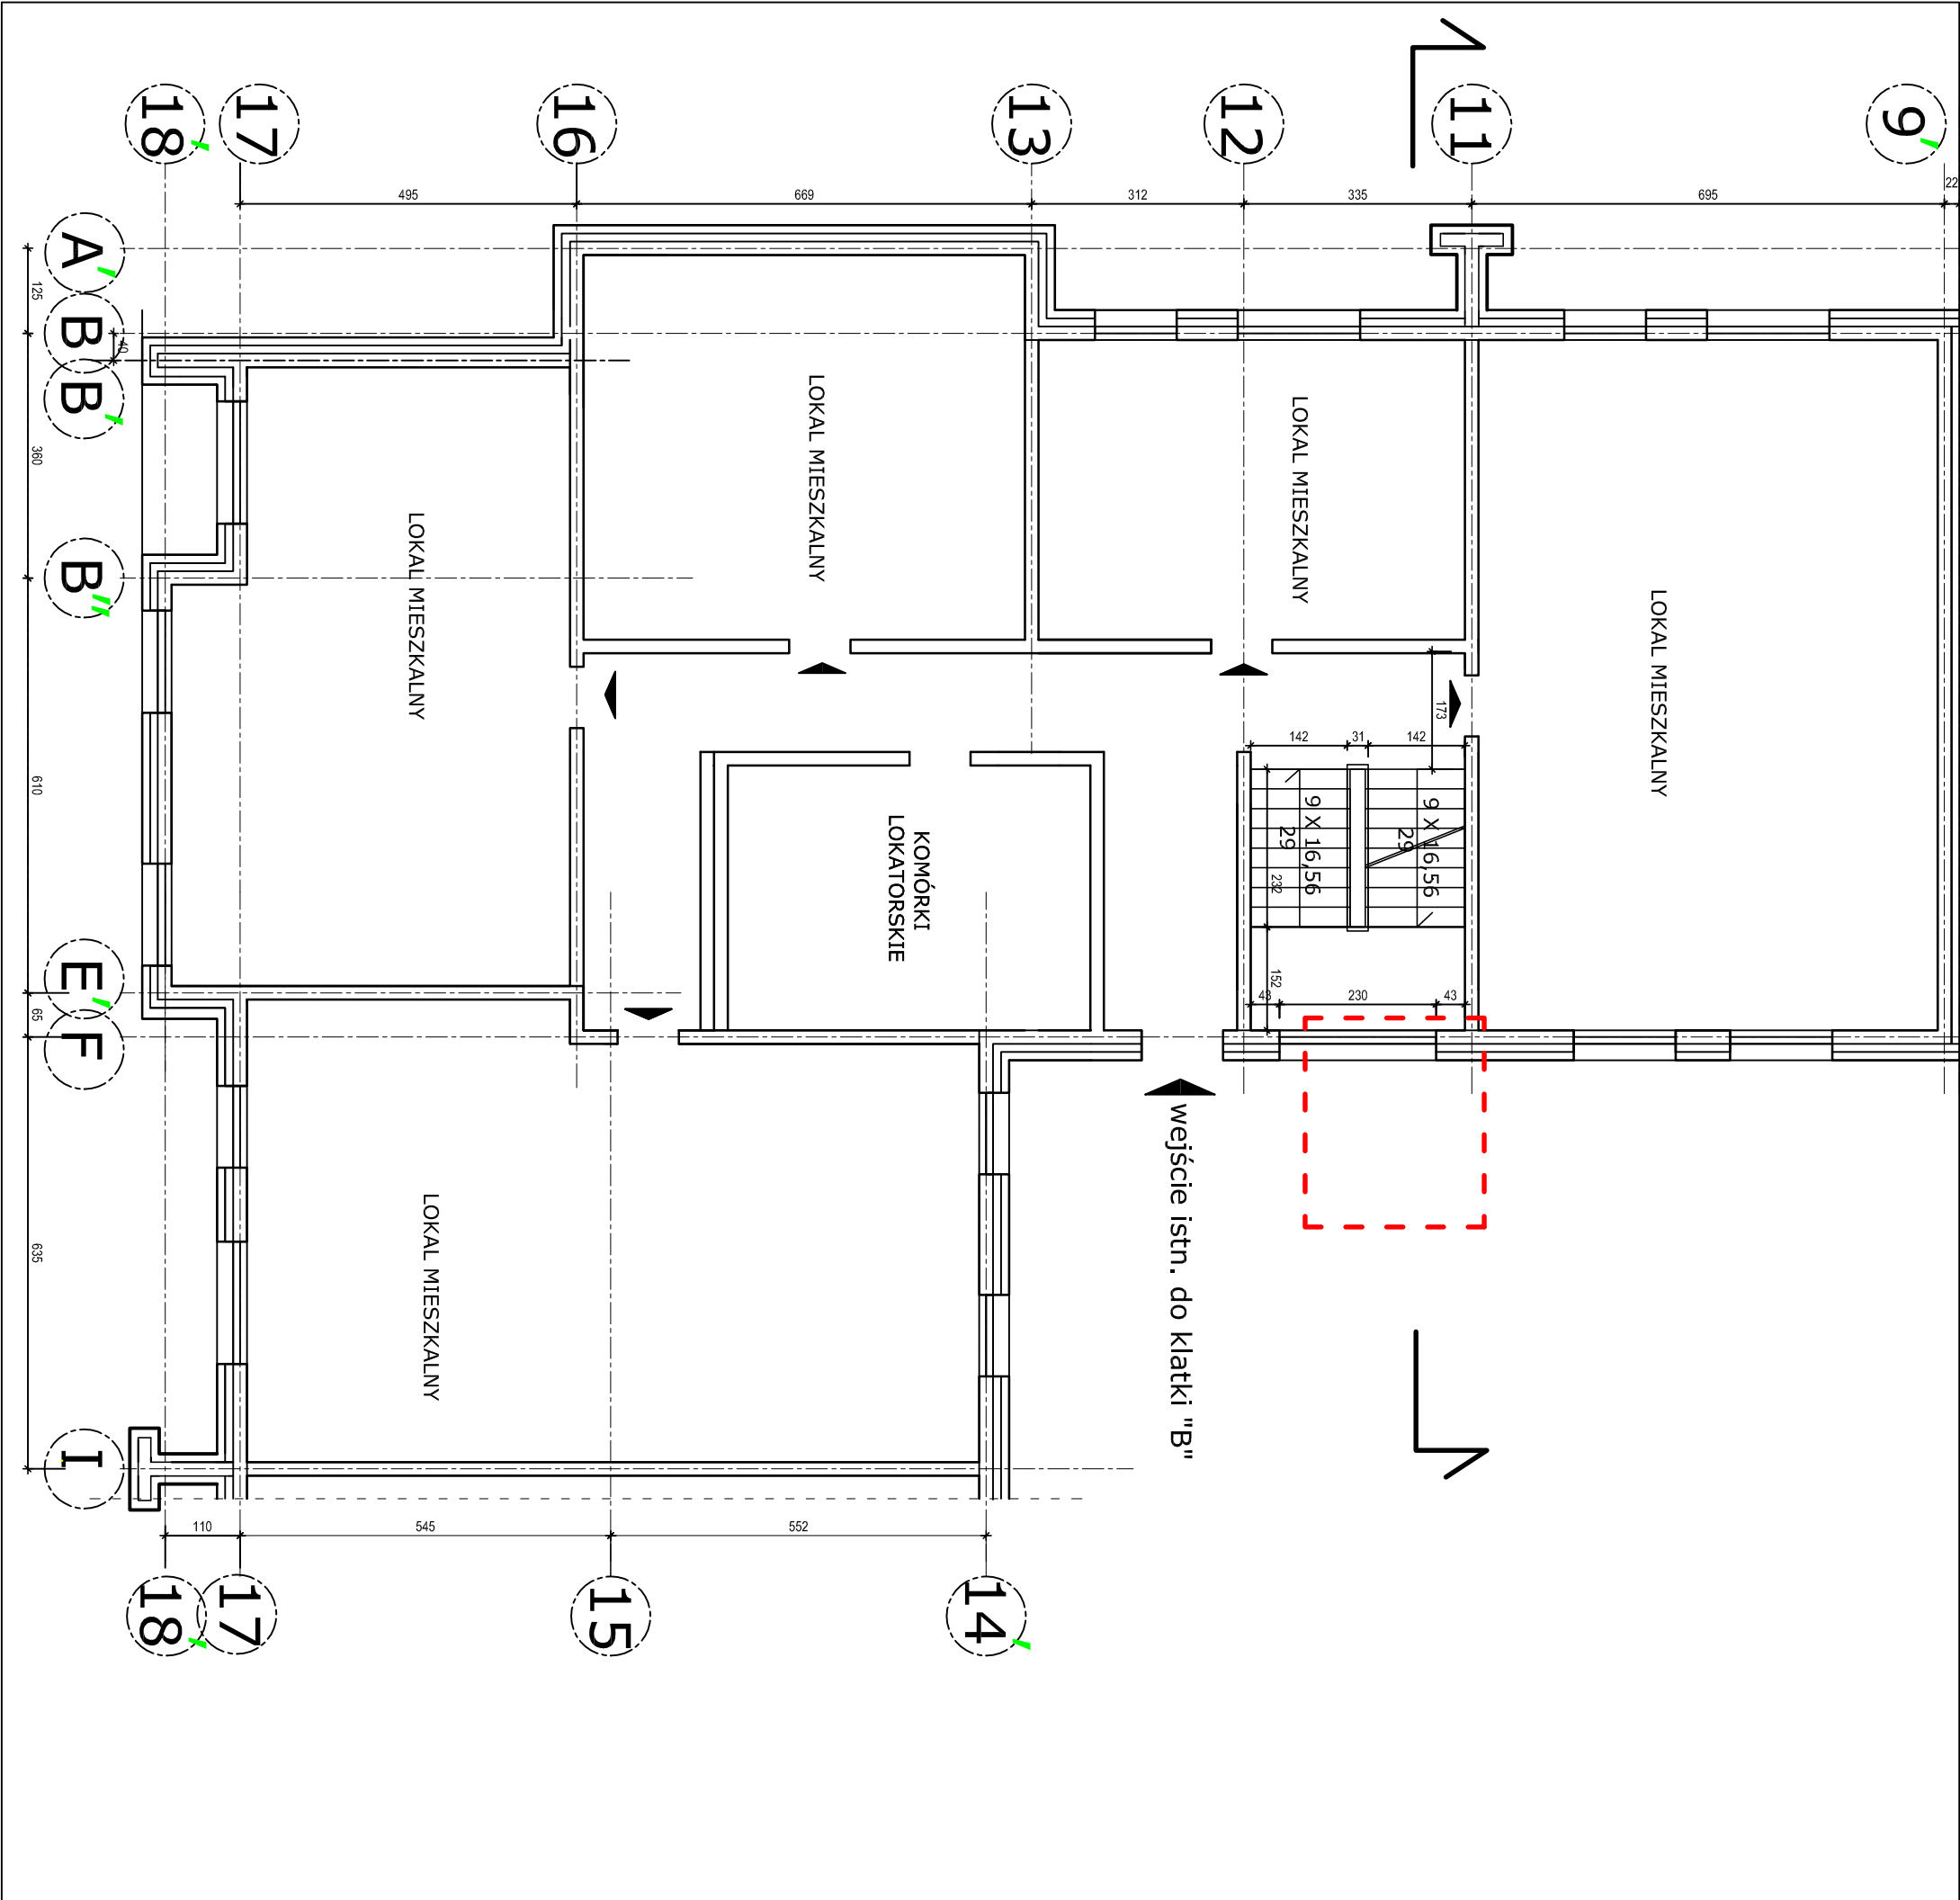 18'
17
16
13
12
11
9'
495
669
312
335
695
22
A'
B
B'
B"
E'
F
I
125
40
360
610
65
635
LOKAL MIESZKALNY
LOKAL MIESZKALNY
LOKAL MIESZKALNY
LOKAL MIESZKALNY
LOKAL MIESZKALNY
KOMÓRKI
LOKATORSKIE
173
142
31
142
9 X 16,56
29
9 X 16,56
29
232
152
43
230
43
wejście istn. do klatki "B"
110
545
552
18'
17
15
14'